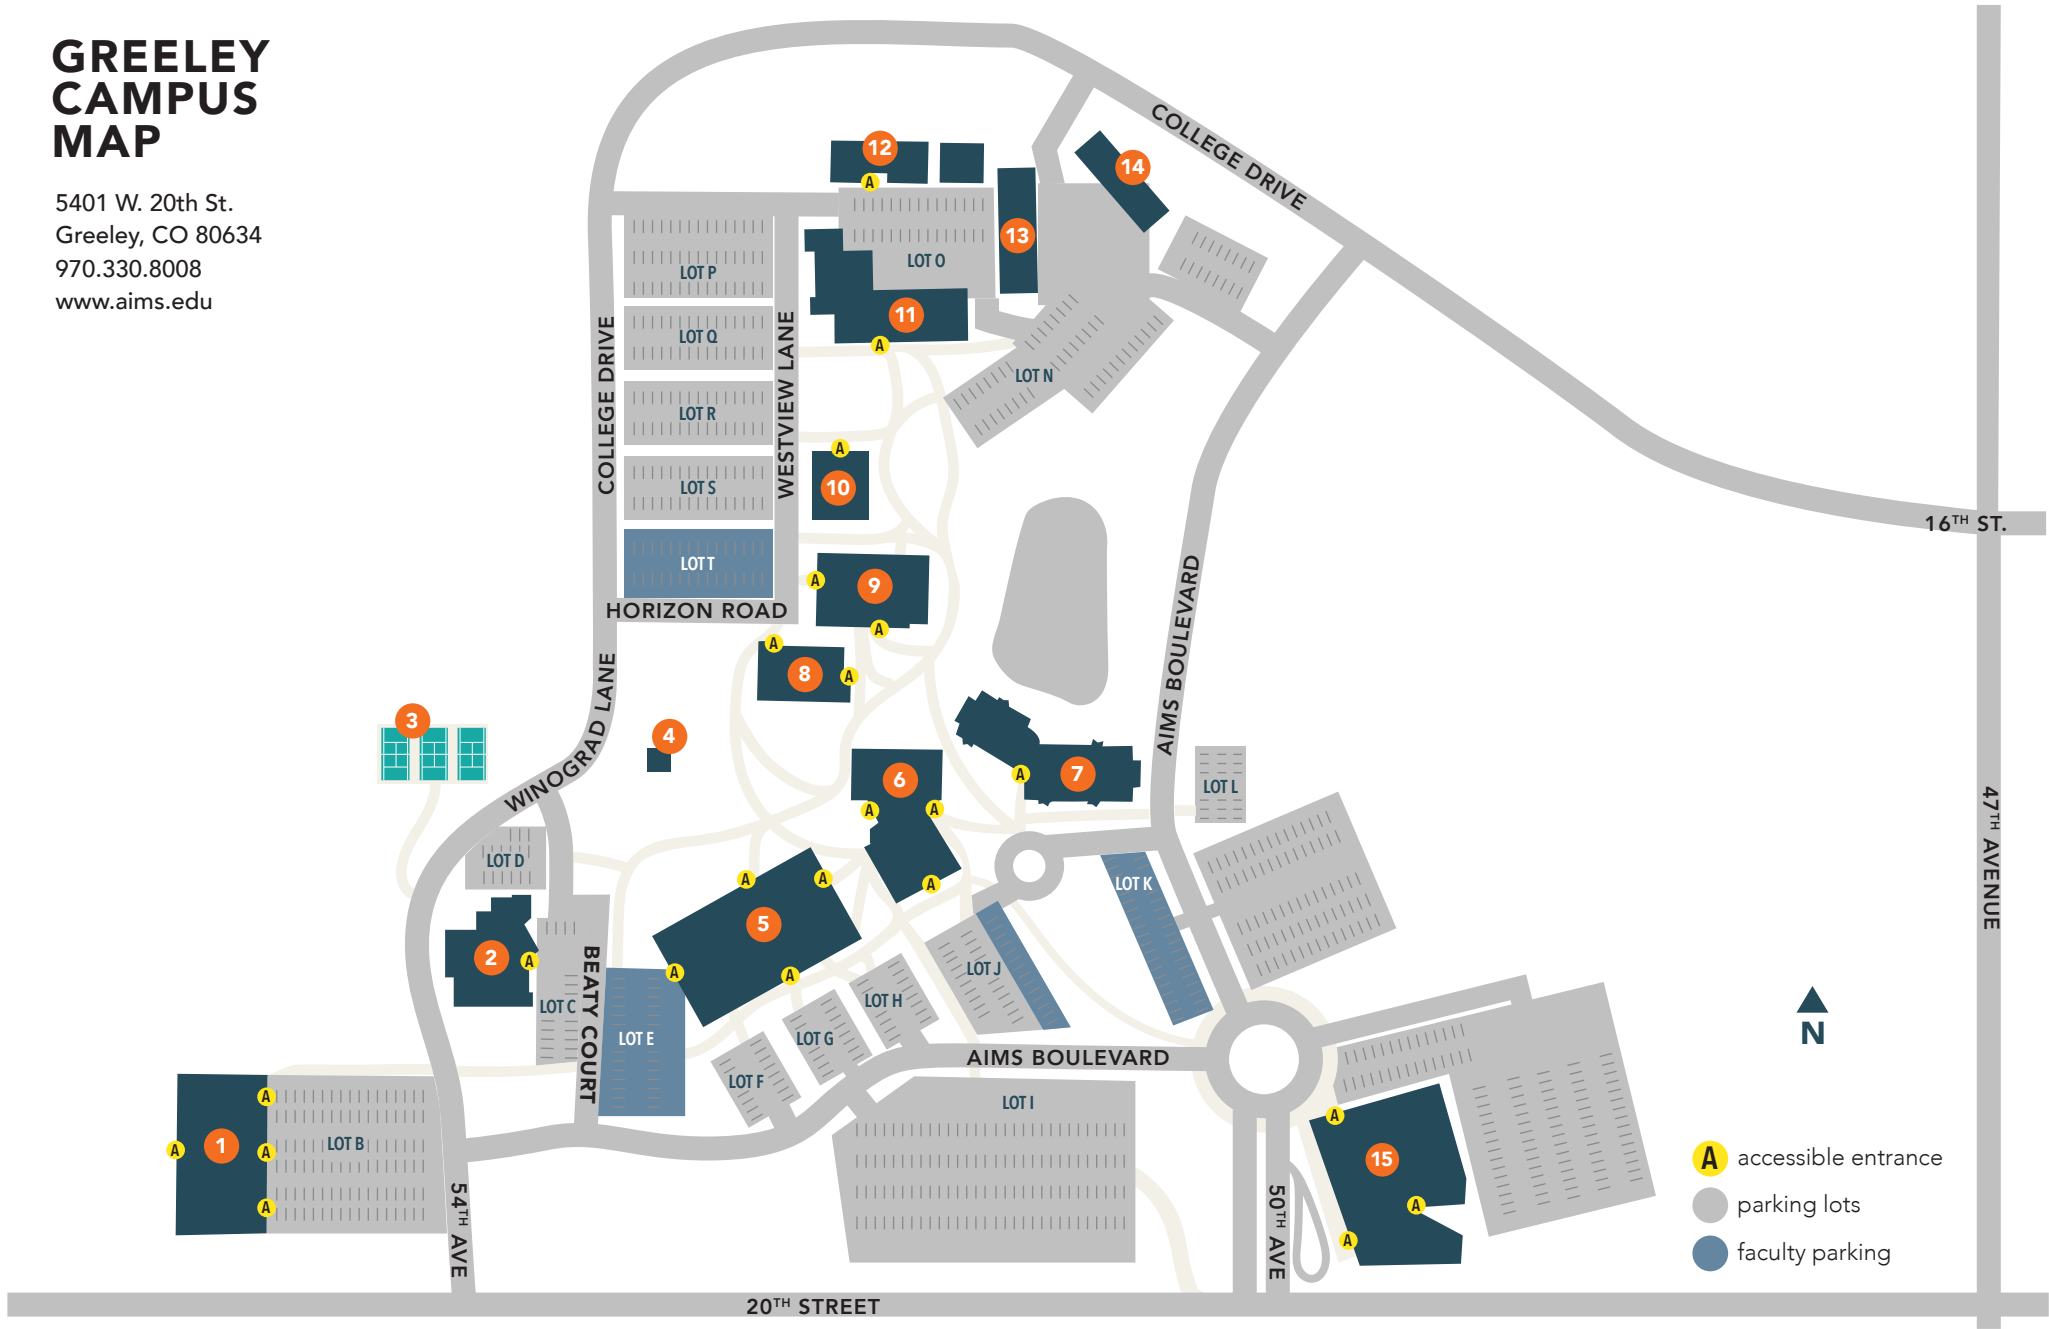 GREELEY
CAMPUS
MAP
5401 W. 20th St.
Greeley, CO 80634
970.330.8008
www.aims.edu
COLLEGE DRIVE
12
A
14
13
LOT O
LOT P
11
A
LOT Q
COLLEGE DRIVE
WESTVIEW LANE
LOT N
LOT R
A
10
LOT S
16TH ST.
LOT T
A
9
A
HORIZON ROAD
A
8
A
AIMS BOULEVARD
WINOGRAD LANE
3
4
6
A
A
A
7
A
LOT L
47TH AVENUE
LOT D
A
A
5
A
A
LOT K
2
A
LOT C
BEATY COURT
LOT E
LOT J
LOT H
LOT G
LOT F
AIMS BOULEVARD
N
LOT I
A
A
1
A
A
LOT B
54TH AVE
50TH AVE
A
15
A
A
A accessible entrance
parking lots
faculty parking
20TH STREET